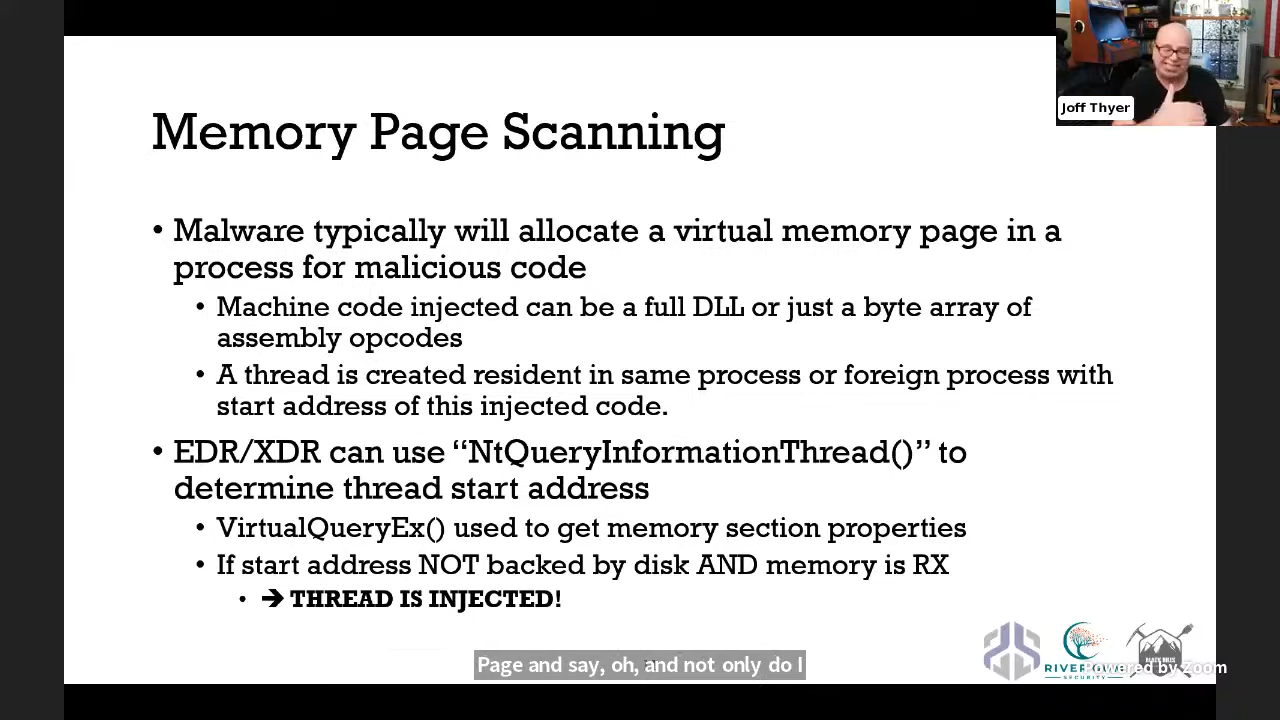 Joff Thyer
Memory Page Scanning
• Malware typically will allocate a virtual memory page in a
process for malicious code
• Machine code injected can be a full DLL or just a byte array of
assembly opcodes
• A thread is created resident in same process or foreign process with
start address of this injected code.
• EDR/XDR can use “NtQueryInformationThread()” to
determine thread start address
• VirtualQueryEx() used to get memory section properties
• If start address NOT backed by disk AND memory is RX
• ➔ THREAD IS INJECTED!
Page and say, oh, and not only do I
SECURITY
BLACK HILLS
Powered by Zoom